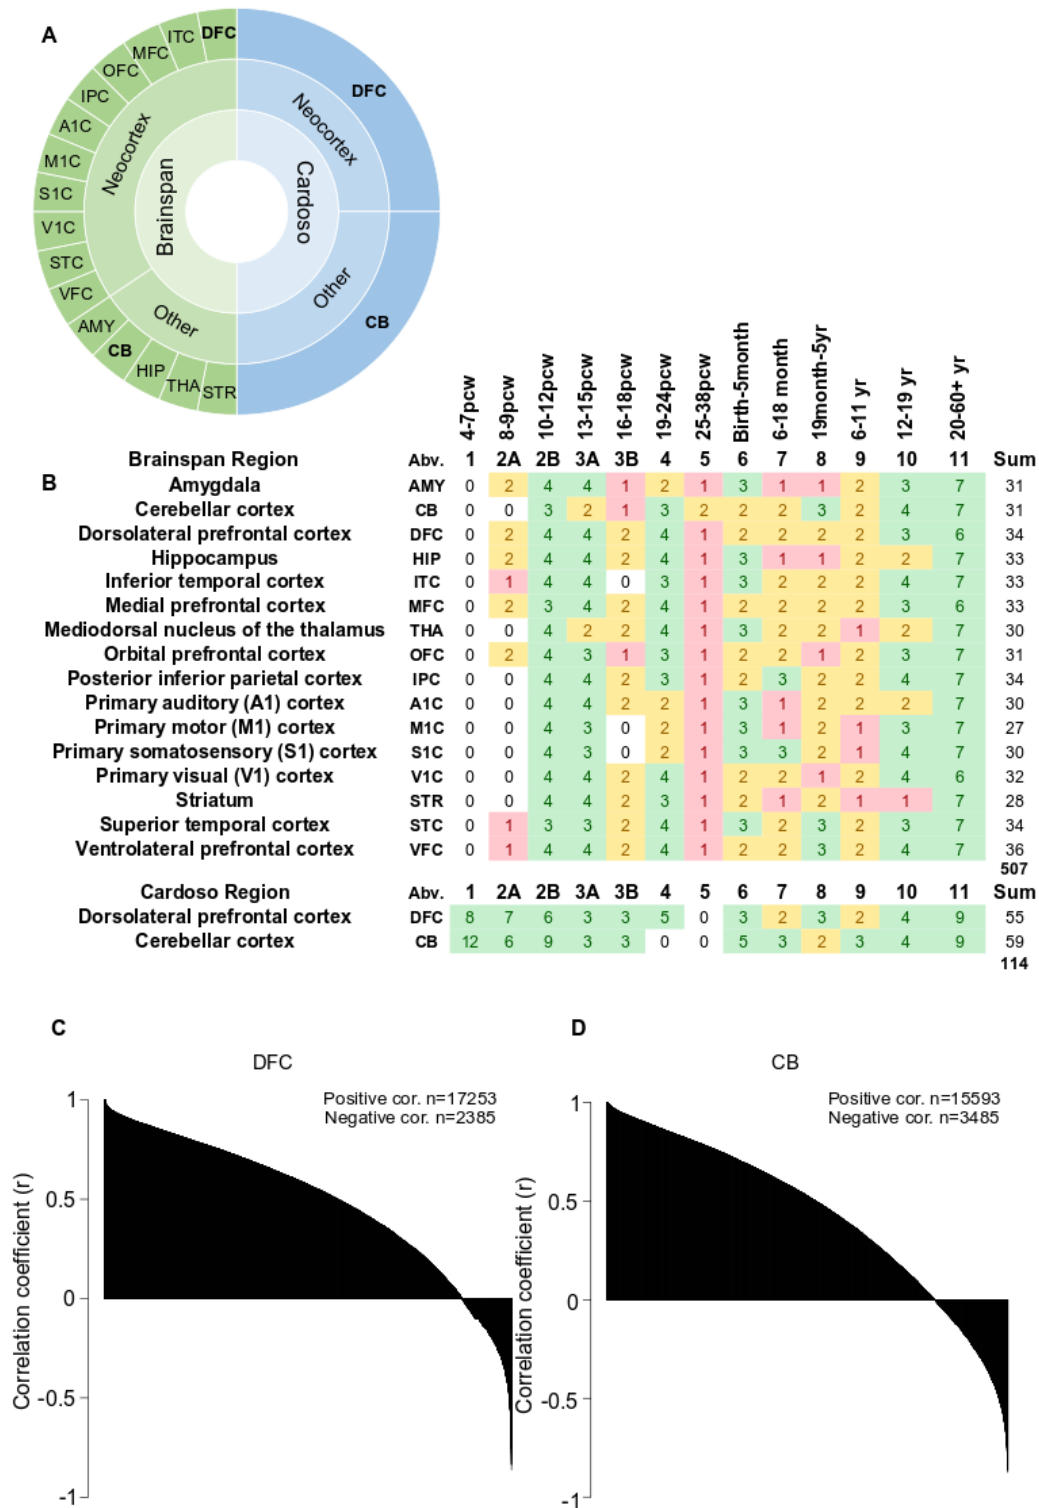 A
DFC
ITC
MFC
OFC
IPC
A1C
M1C
S1C
V1C
STC
VFC
AMY
CB
HIP
THA
STR
Neocortex
Brainspan
Other
DFC
Neocortex
Cardoso
Other
CB
4-7pcw
8-9pcw
10-12pcw
13-15pcw
16-18pcw
19-24pcw
25-38pcw
Birth-5month
6-18 month
19month-5yr
6-11 yr
12-19 yr
20-60+ yr
Brainspan Region Abv. 1 2A 2B 3A 3B 4 5 6 7 8 9 10 11 Sum
B
Amygdala AMY 0 2 4 4 1 2 1 3 1 1 2 3 7 31
Cerebellar cortex CB 0 0 3 2 1 3 2 2 2 3 2 4 7 31
Dorsolateral prefrontal cortex DFC 0 2 4 4 2 4 1 2 2 2 2 3 6 34
Hippocampus HIP 0 2 4 4 2 4 1 3 1 1 2 2 7 33
Inferior temporal cortex ITC 0 1 4 4 0 3 1 3 2 2 2 4 7 33
Medial prefrontal cortex MFC 0 2 3 4 2 4 1 2 2 2 2 3 6 33
Mediodorsal nucleus of the thalamus THA 0 0 4 2 2 4 1 3 2 2 1 2 7 30
Orbital prefrontal cortex OFC 0 2 4 3 1 3 1 2 2 1 2 3 7 31
Posterior inferior parietal cortex IPC 0 0 4 4 2 3 1 2 3 2 2 4 7 34
Primary auditory (A1) cortex A1C 0 0 4 4 2 2 1 3 1 2 2 2 7 30
Primary motor (M1) cortex M1C 0 0 4 3 0 2 1 3 1 2 1 3 7 27
Primary somatosensory (S1) cortex S1C 0 0 4 3 0 2 1 3 3 2 1 4 7 30
Primary visual (V1) cortex V1C 0 0 4 4 2 4 1 2 2 1 2 4 6 32
Striatum STR 0 0 4 4 2 3 1 2 1 2 1 1 7 28
Superior temporal cortex STC 0 1 3 3 2 4 1 3 2 3 2 3 7 34
Ventrolateral prefrontal cortex VFC 0 1 4 4 2 4 1 2 2 3 2 4 7 36
507
Cardoso Region Abv. 1 2A 2B 3A 3B 4 5 6 7 8 9 10 11 Sum
Dorsolateral prefrontal cortex DFC 8 7 6 3 3 5 0 3 2 3 2 4 9 55
Cerebellar cortex CB 12 6 9 3 3 0 0 5 3 2 3 4 9 59
114
C
DFC
Positive cor. n=17253
Negative cor. n=2385
Correlation coefficient (r)
1
0.5
0
-0.5
-1
D
CB
Positive cor. n=15593
Negative cor. n=3485
Correlation coefficient (r)
1
0.5
0
-0.5
-1